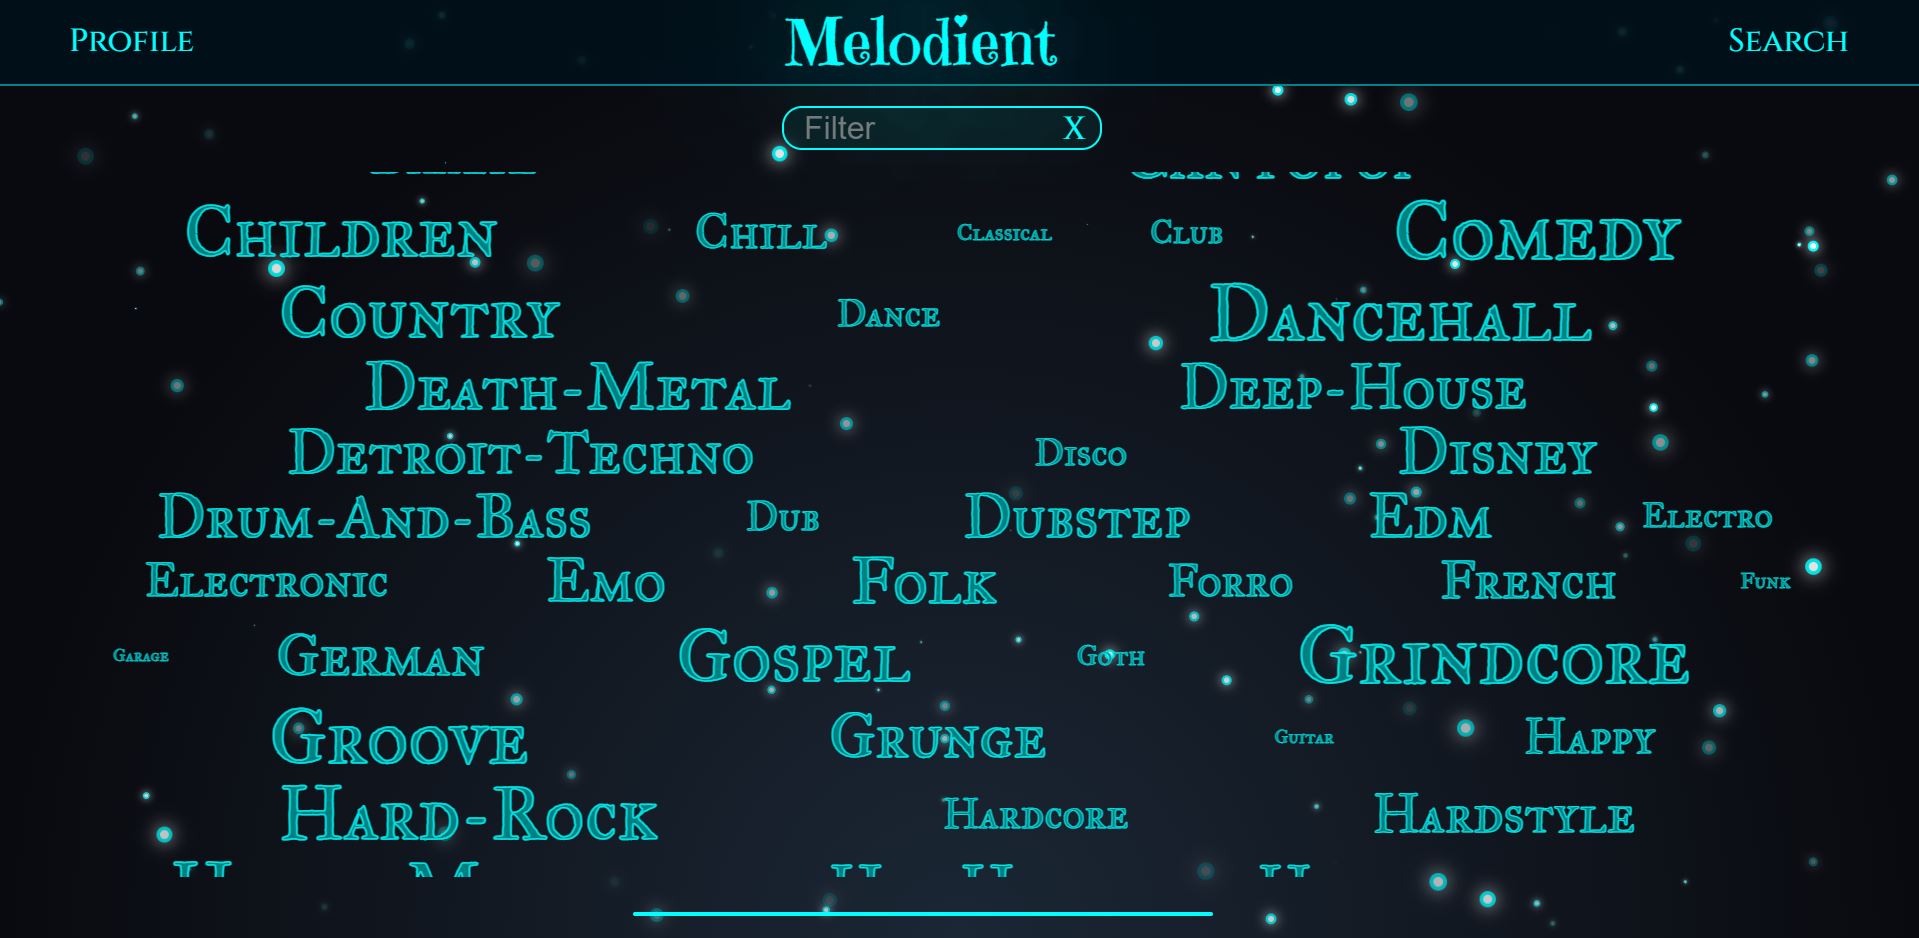 Profile Melodient Search
Filter X
Children Chill Classical Club Comedy
Country Dance Dancehall
Death-Metal Deep-House
Detroit-Techno Disco Disney
Drum-And-Bass Dub Dubstep Edm Electro
Electronic Emo Folk Forro French Funk
Garage German Gospel Goth Grindcore
Groove Grunge Guitar Happy
Hard-Rock Hardcore Hardstyle